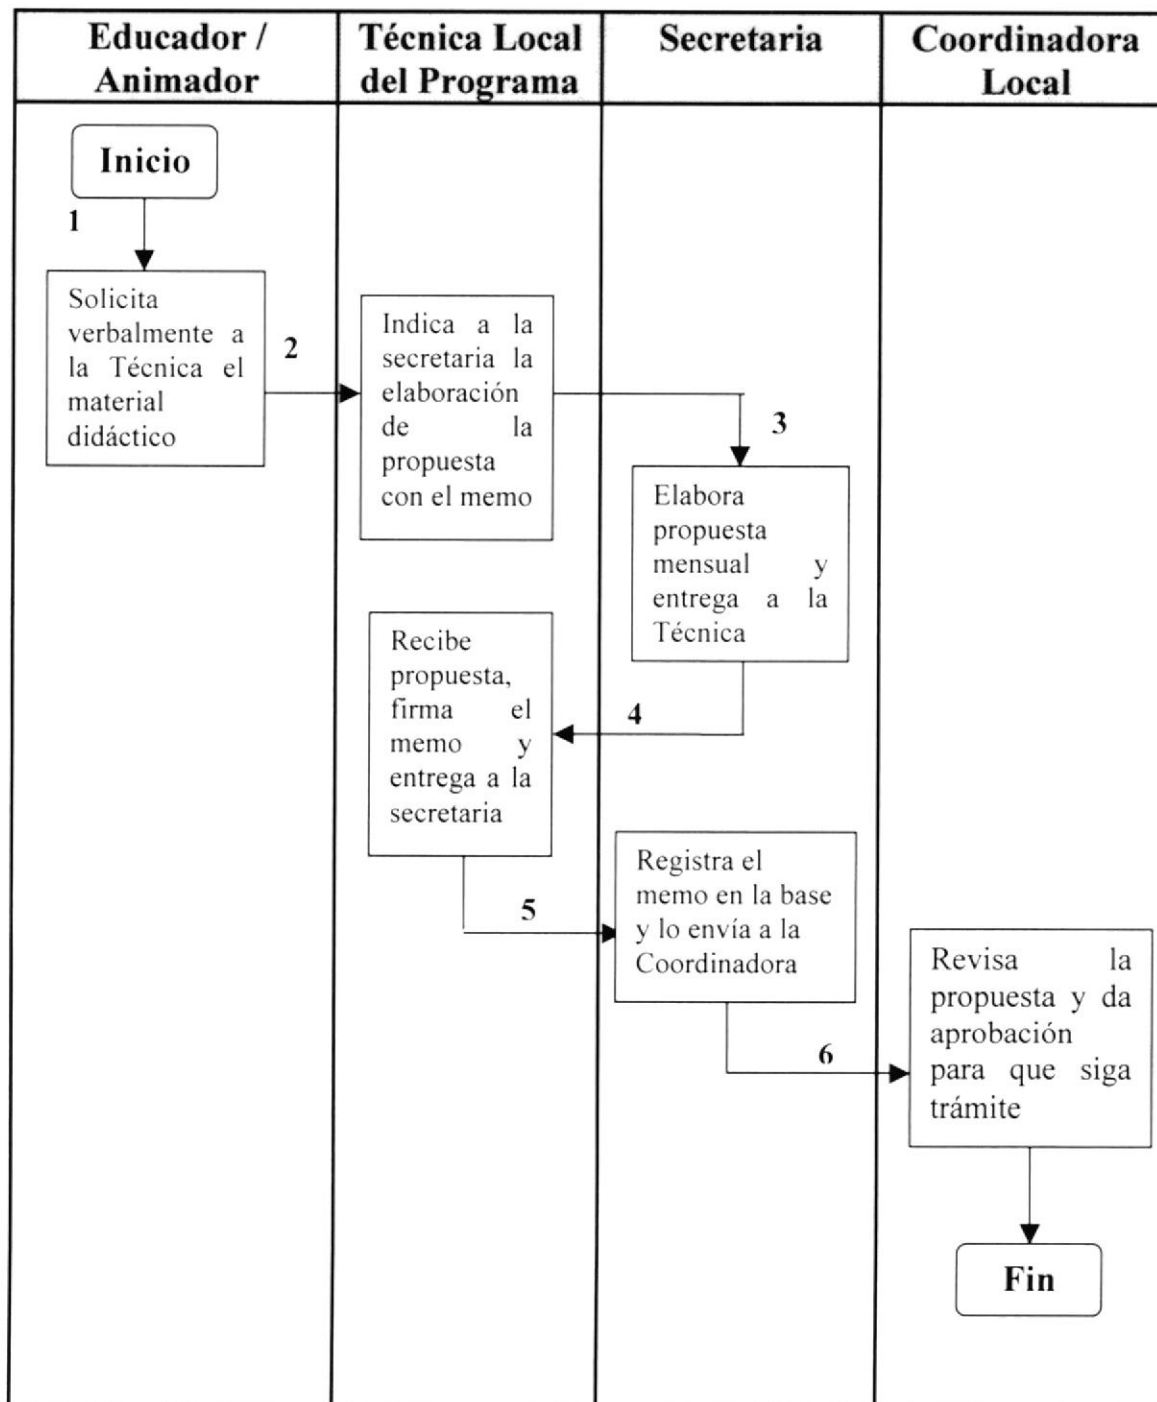 Educador /
Animador
Técnica Local
del Programa
Secretaria
Coordinadora
Local
Inicio
1
Solicita
verbalmente a
la Técnica el
material
didáctico
2
Indica a la
secretaria la
elaboración
de la
propuesta
con el memo
3
Elabora
propuesta
mensual y
entrega a la
Técnica
4
Recibe
propuesta,
firma el
memo y
entrega a la
secretaria
5
Registra el
memo en la base
y lo envía a la
Coordinadora
6
Revisa la
propuesta y da
aprobación
para que siga
trámite
Fin